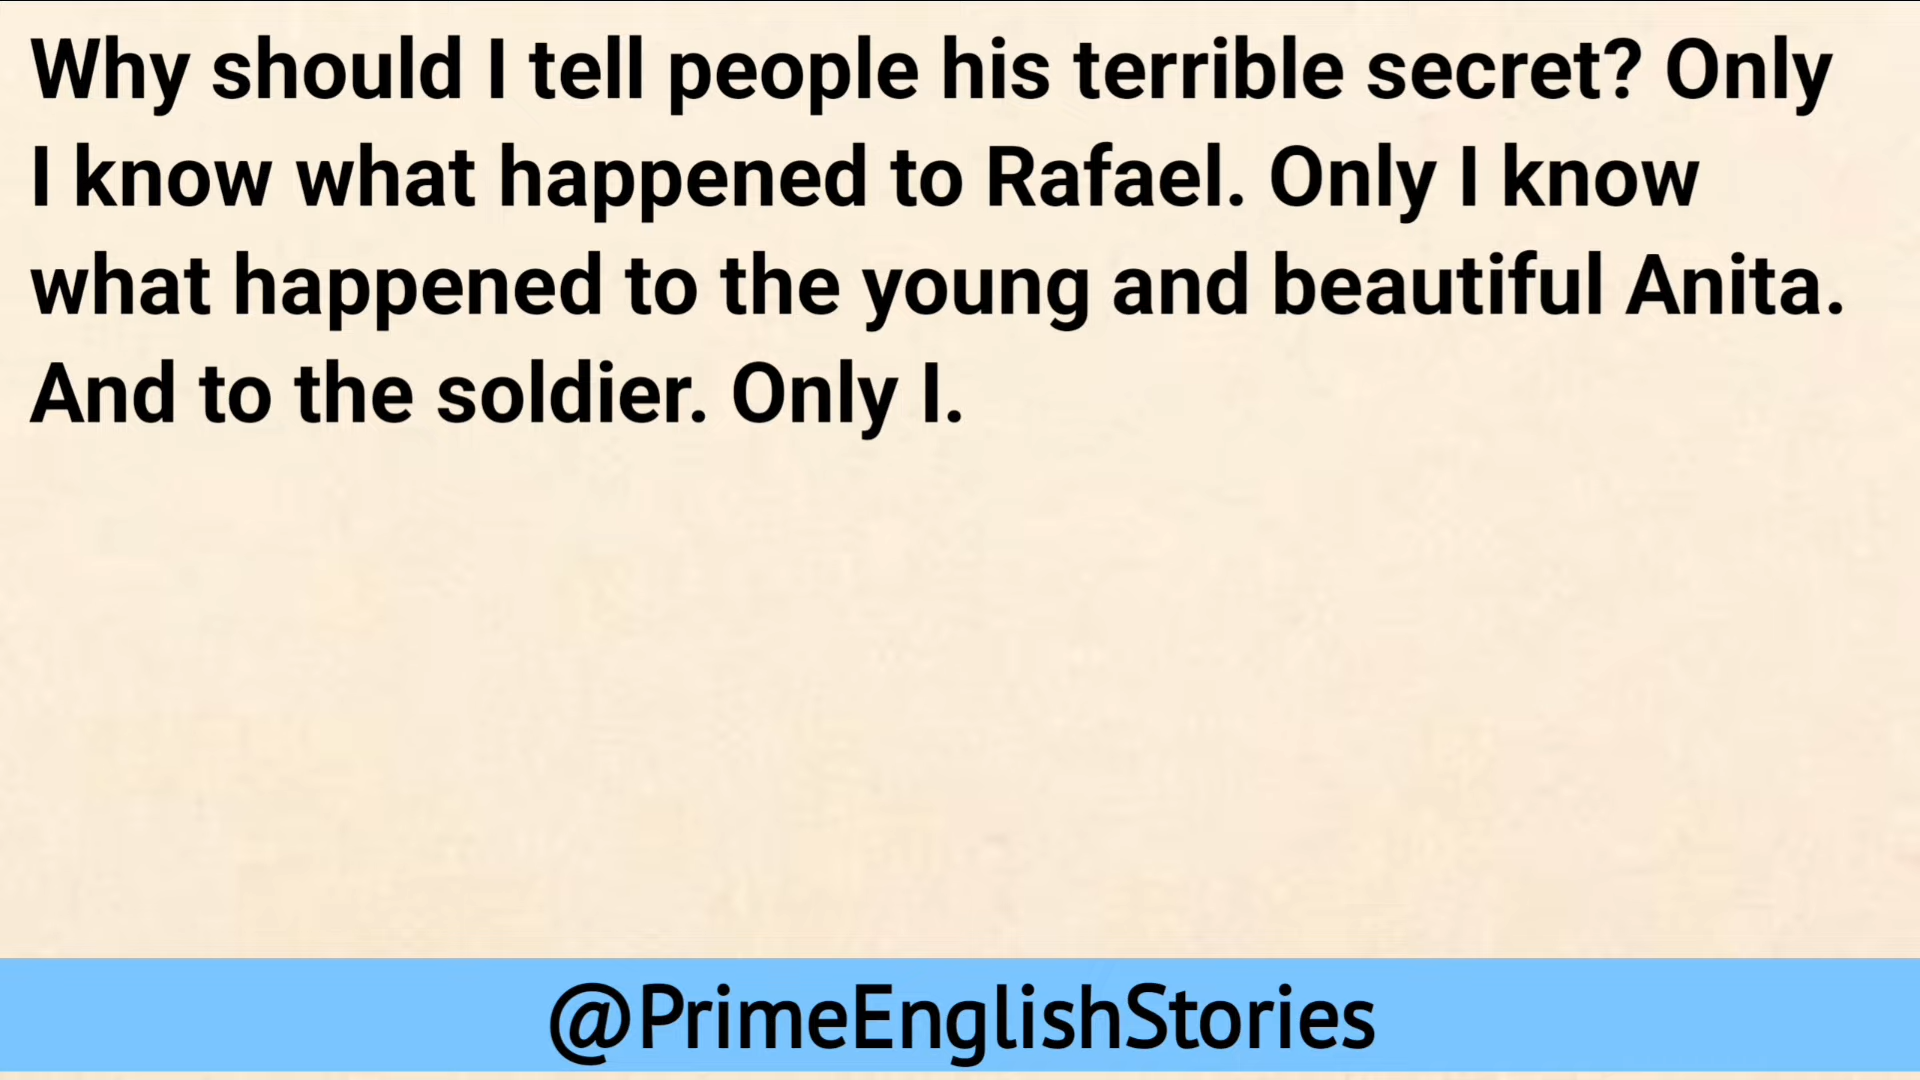 Why should I tell people his terrible secret? Only
I know what happened to Rafael. Only I know
what happened to the young and beautiful Anita.
And to the soldier. Only I.
@PrimeEnglishStories